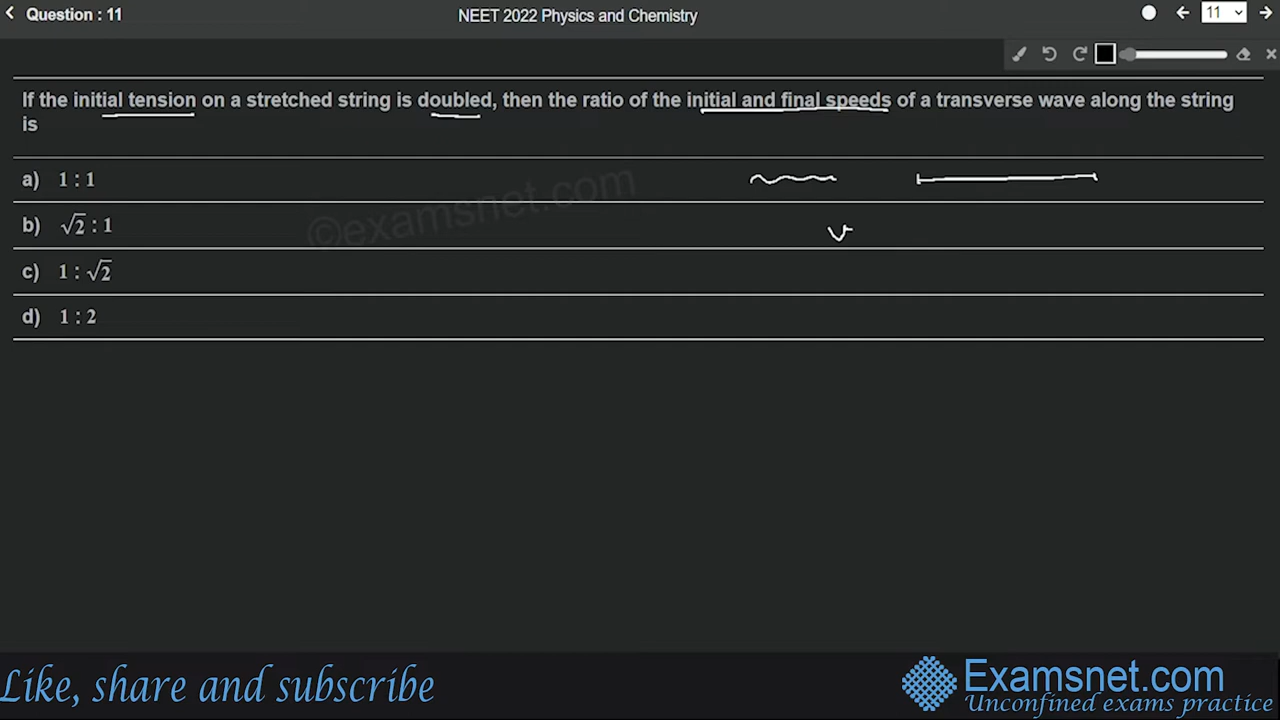 Question : 11
NEET 2022 Physics and Chemistry
11
If the initial tension on a stretched string is doubled, then the ratio of the initial and final speeds of a transverse wave along the string
is
a) 1 : 1
b) √2 : 1
c) 1 : √2
d) 1 : 2
©examsnet.com
v
Like, share and subscribe
Examsnet.com
Unconfined exams practice